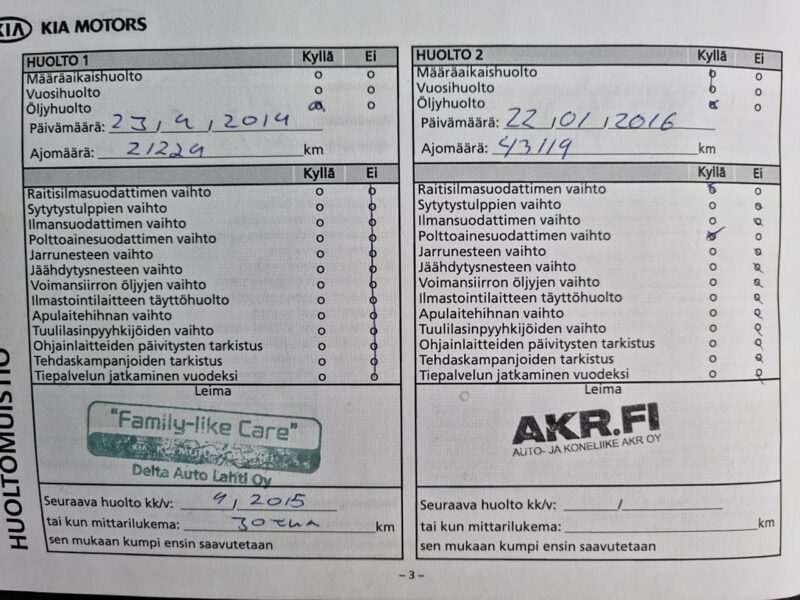 KIA KIA MOTORS
HUOLTO 1 Kyllä Ei
Määräaikaishuolto
Vuosihuolto
Öljyhuolto
Päivämäärä: 23, 9, 2014
Ajomäärä: 21229 km
Kyllä Ei
Raitisilmasuodattimen vaihto
Sytytystulppien vaihto
Ilmansuodattimen vaihto
Polttoainesuodattimen vaihto
Jarrunesteen vaihto
Jäähdytysnesteen vaihto
Voimansiirron öljyjen vaihto
Ilmastointilaitteen täyttöhuolto
Apulaitehihnan vaihto
Tuulilasinpyyhkijöiden vaihto
Ohjainlaitteiden päivitysten tarkistus
Tehdaskampanjoiden tarkistus
Tiepalvelun jatkaminen vuodeksi
Leima
"Family-like Care"
KIA
Delta Auto Lahti Oy
Seuraava huolto kk/v: 9, 2015
tai kun mittarilukema: 30 km
sen mukaan kumpi ensin saavutetaan
HUOLTO 2 Kyllä Ei
Määräaikaishuolto
Vuosihuolto
Öljyhuolto
Päivämäärä: 22, 01, 2016
Ajomäärä: 43119 km
Kyllä Ei
Raitisilmasuodattimen vaihto
Sytytystulppien vaihto
Ilmansuodattimen vaihto
Polttoainesuodattimen vaihto
Jarrunesteen vaihto
Jäähdytysnesteen vaihto
Voimansiirron öljyjen vaihto
Ilmastointilaitteen täyttöhuolto
Apulaitehihnan vaihto
Tuulilasinpyyhkijöiden vaihto
Ohjainlaitteiden päivitysten tarkistus
Tehdaskampanjoiden tarkistus
Tiepalvelun jatkaminen vuodeksi
Leima
AKR.FI
AUTO- JA KONELIIKE AKR OY
Seuraava huolto kk/v: /
tai kun mittarilukema: km
sen mukaan kumpi ensin saavutetaan
HUOLTOMUISTIO
– 3 –